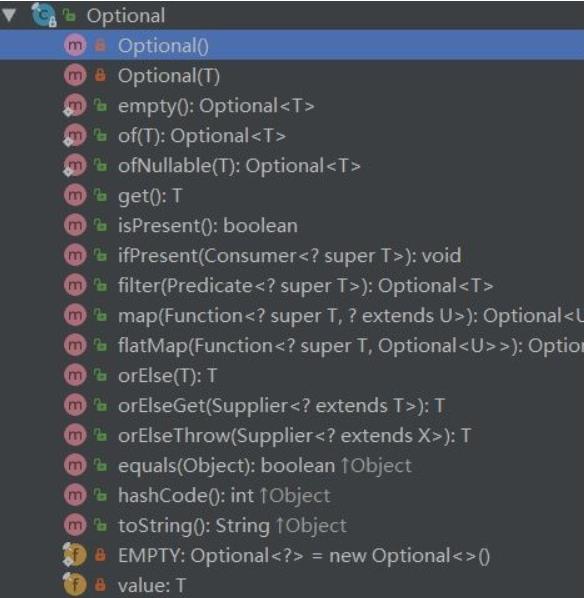 Optional
Optional()
Optional(T)
empty(): Optional<T>
of(T): Optional<T>
ofNullable(T): Optional<T>
get(): T
isPresent(): boolean
ifPresent(Consumer<? super T>): void
filter(Predicate<? super T>): Optional<T>
map(Function<? super T, ? extends U>): Optional<U
flatMap(Function<? super T, Optional<U>>): Option
orElse(T): T
orElseGet(Supplier<? extends T>): T
orElseThrow(Supplier<? extends X>): T
equals(Object): boolean ↑Object
hashCode(): int ↑Object
toString(): String ↑Object
EMPTY: Optional<?> = new Optional<>()
value: T